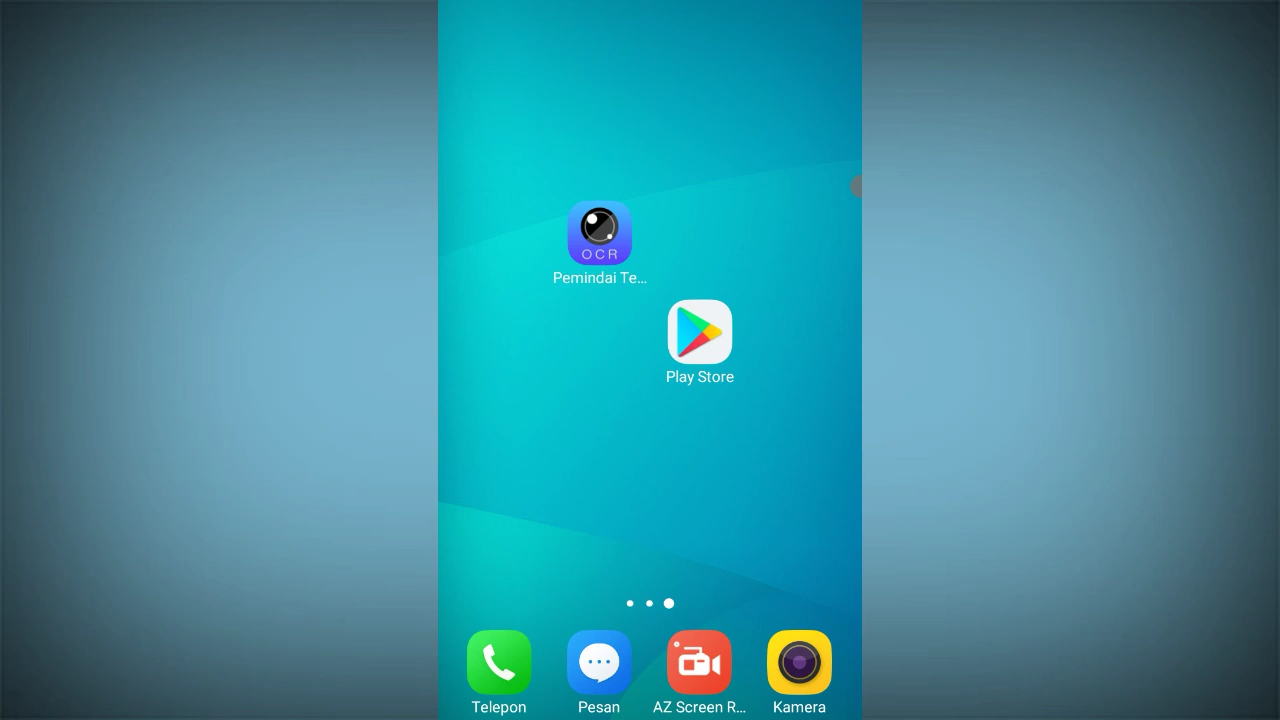 OCR
Pemindai Te...
Play Store
Telepon
Pesan
AZ Screen R...
Kamera